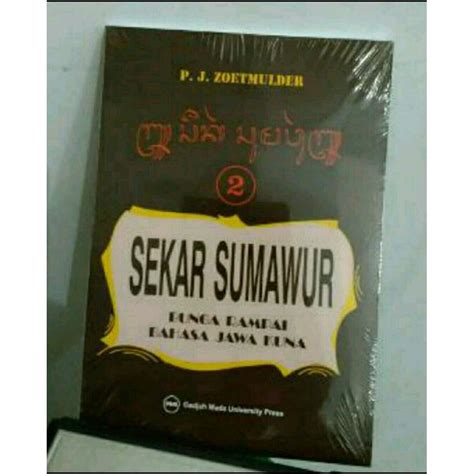 P. J. ZOETMULDER
2
SEKAR SUMAWUR
BUNGA RAMPAI
BAHASA JAWA KUNA
Gadjah Mada University Press